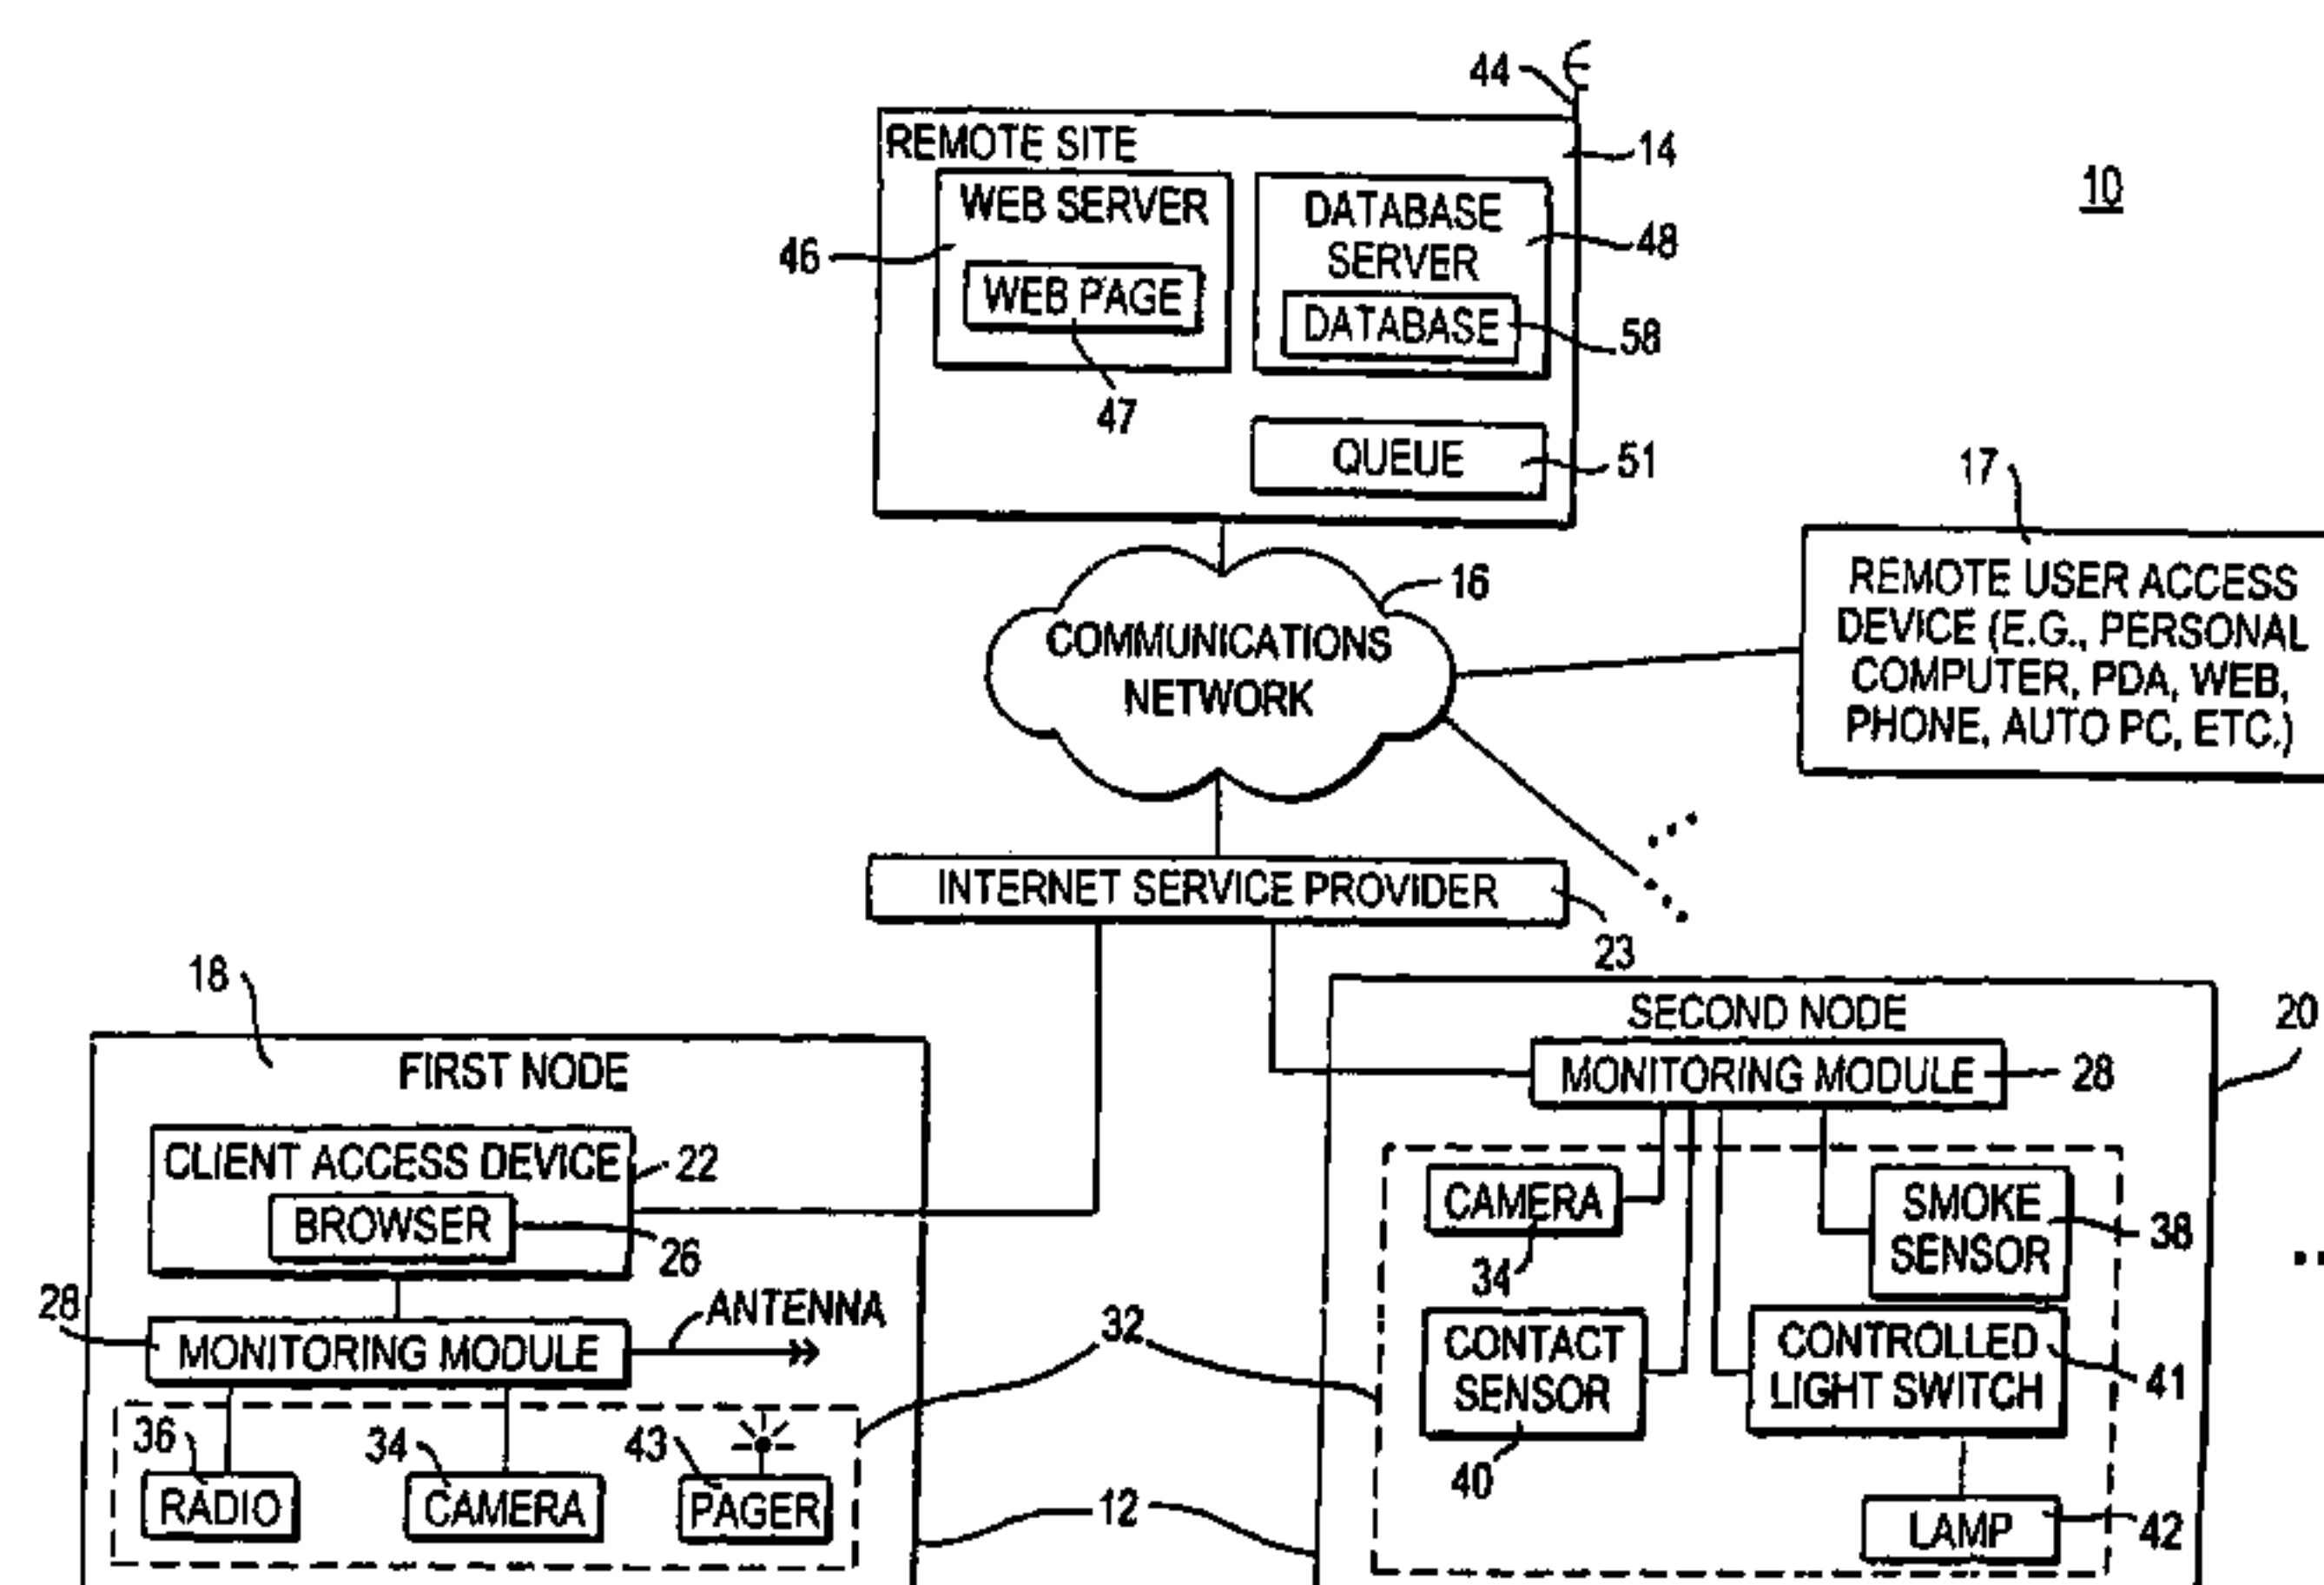 44
REMOTE SITE
14
10
WEB SERVER
DATABASE
SERVER
46
48
WEB PAGE
DATABASE
58
47
QUEUE
51
17
16
REMOTE USER ACCESS
DEVICE (E.G., PERSONAL
COMPUTER, PDA, WEB,
PHONE, AUTO PC, ETC.)
COMMUNICATIONS
NETWORK
INTERNET SERVICE PROVIDER
23
18
FIRST NODE
CLIENT ACCESS DEVICE
22
BROWSER
26
28
MONITORING MODULE
ANTENNA
32
36
34
43
RADIO
CAMERA
PAGER
12
SECOND NODE
20
MONITORING MODULE
28
CAMERA
34
SMOKE
SENSOR
38
CONTACT
SENSOR
40
CONTROLLED
LIGHT SWITCH
41
LAMP
42